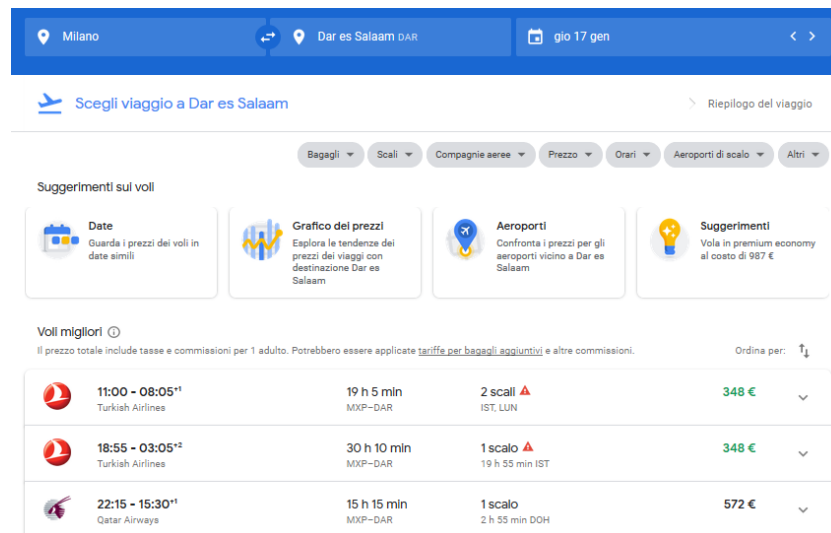 Milano
Dar es Salaam DAR
gio 17 gen
Scegli viaggio a Dar es Salaam
Riepilogo del viaggio
Bagagli
Scali
Compagnie aeree
Prezzo
Orari
Aeroporti di scalo
Altri
Suggerimenti sui voli
Date
Guarda i prezzi dei voli in
date simili
Grafico dei prezzi
Esplora le tendenze dei
prezzi dei viaggi con
destinazione Dar es
Salaam
Aeroporti
Confronta i prezzi per gli
aeroporti vicino a Dar es
Salaam
Suggerimenti
Vola in premium economy
al costo di 987 €
Voli migliori
Il prezzo totale include tasse e commissioni per 1 adulto. Potrebbero essere applicate tariffe per bagagli aggiuntivi e altre commissioni.
Ordina per:
11:00 - 08:05+1
Turkish Airlines
19 h 5 min
MXP–DAR
2 scali
IST, LUN
348 €
18:55 - 03:05+2
Turkish Airlines
30 h 10 min
MXP–DAR
1 scalo
19 h 55 min IST
348 €
22:15 - 15:30+1
Qatar Airways
15 h 15 min
MXP–DAR
1 scalo
2 h 55 min DOH
572 €